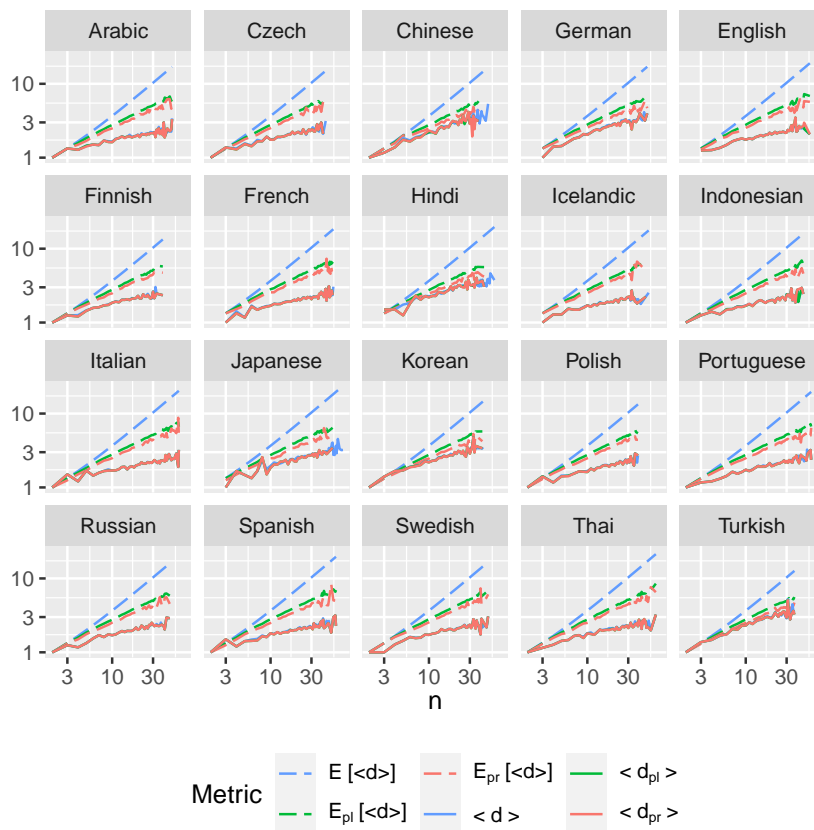 Arabic Czech Chinese German English
10
3
1
Finnish French Hindi Icelandic Indonesian
10
3
1
Italian Japanese Korean Polish Portuguese
10
3
1
Russian Spanish Swedish Thai Turkish
10
3
1
3 10 30 3 10 30 3 10 30 3 10 30 3 10 30
n
Metric
E [<d>] E_pr [<d>] < d_pl >
E_pl [<d>] < d > < d_pr >